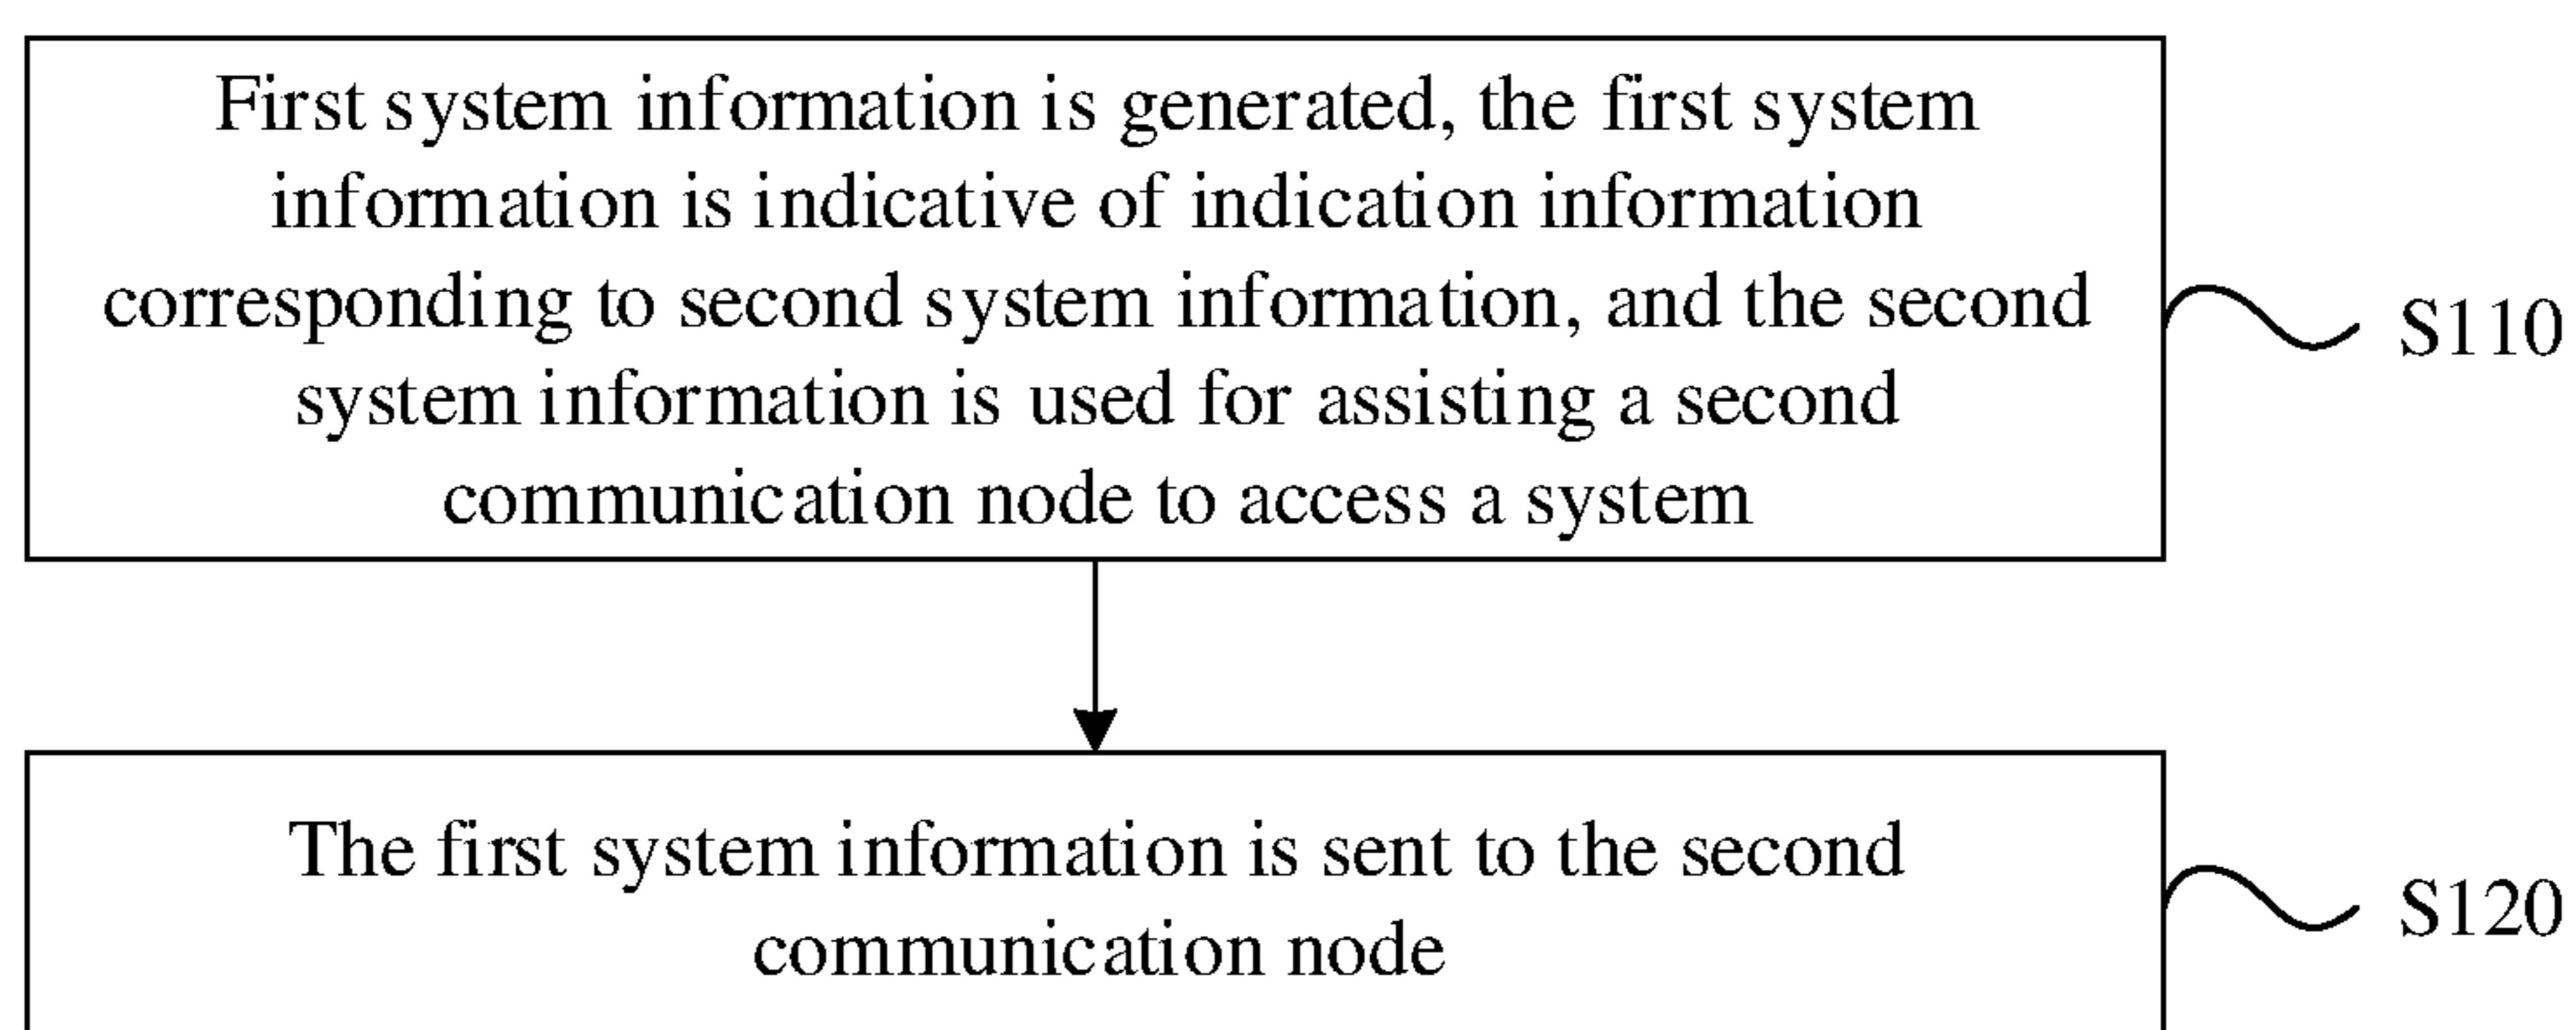 First system information is generated, the first system
information is indicative of indication information
corresponding to second system information, and the second
system information is used for assisting a second
communication node to access a system
S110
The first system information is sent to the second
communication node
S120